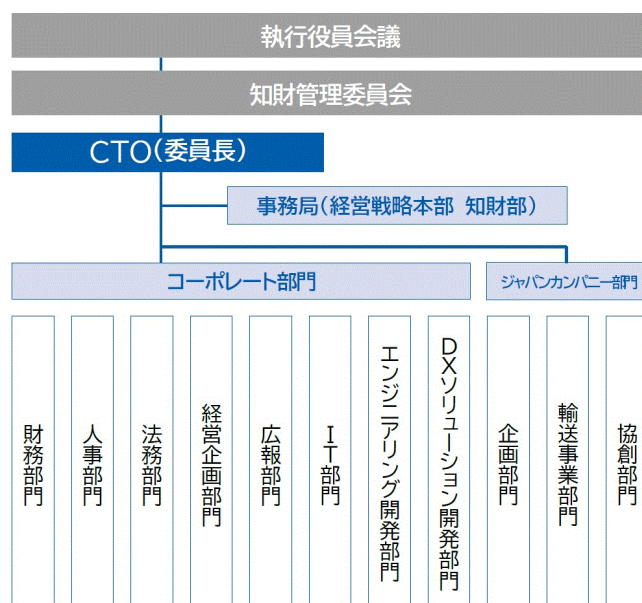 執行役員会議
知財管理委員会
CTO(委員長)
事務局(経営戦略本部 知財部)
コーポレート部門
ジャパンカンパニー部門
財務部門
人事部門
法務部門
経営企画部門
広報部門
IT部門
エンジニアリング開発部門
DXソリューション開発部門
企画部門
輸送事業部門
協創部門